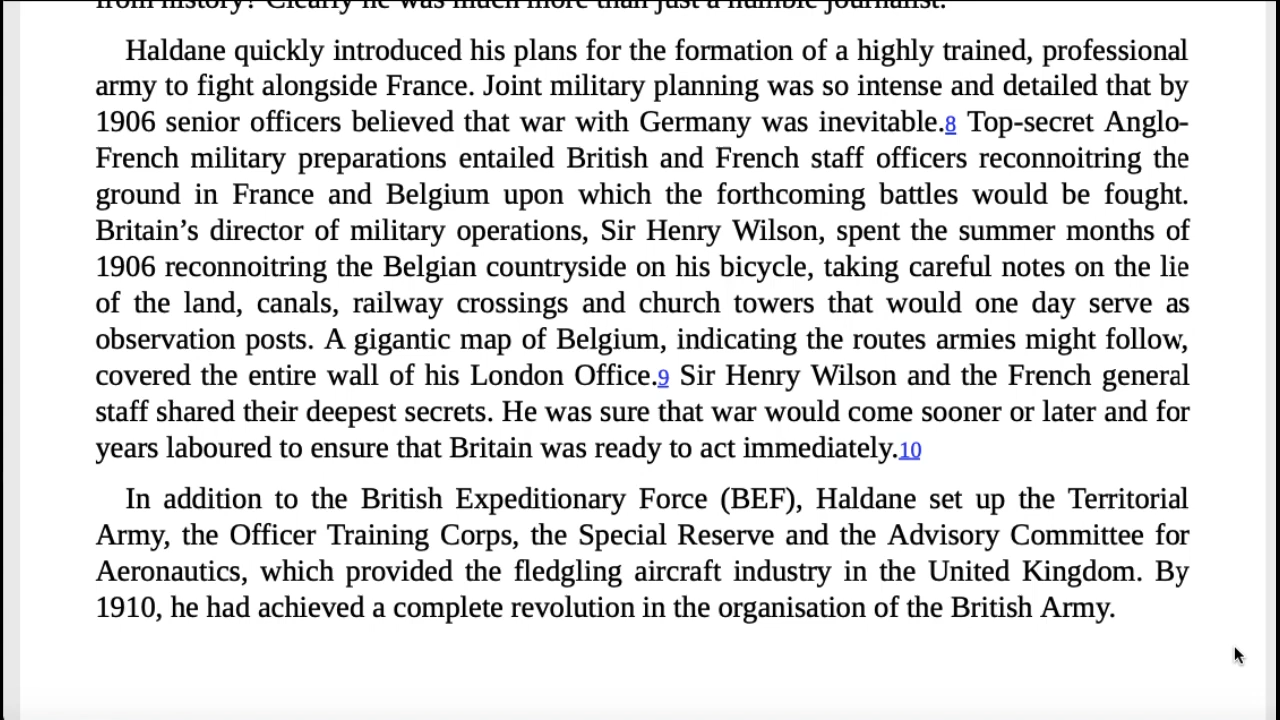 from history? Clearly he was much more than just a humble journalist.
Haldane quickly introduced his plans for the formation of a highly trained, professional
army to fight alongside France. Joint military planning was so intense and detailed that by
1906 senior officers believed that war with Germany was inevitable.8 Top-secret Anglo-
French military preparations entailed British and French staff officers reconnoitring the
ground in France and Belgium upon which the forthcoming battles would be fought.
Britain’s director of military operations, Sir Henry Wilson, spent the summer months of
1906 reconnoitring the Belgian countryside on his bicycle, taking careful notes on the lie
of the land, canals, railway crossings and church towers that would one day serve as
observation posts. A gigantic map of Belgium, indicating the routes armies might follow,
covered the entire wall of his London Office.9 Sir Henry Wilson and the French general
staff shared their deepest secrets. He was sure that war would come sooner or later and for
years laboured to ensure that Britain was ready to act immediately.10
In addition to the British Expeditionary Force (BEF), Haldane set up the Territorial
Army, the Officer Training Corps, the Special Reserve and the Advisory Committee for
Aeronautics, which provided the fledgling aircraft industry in the United Kingdom. By
1910, he had achieved a complete revolution in the organisation of the British Army.